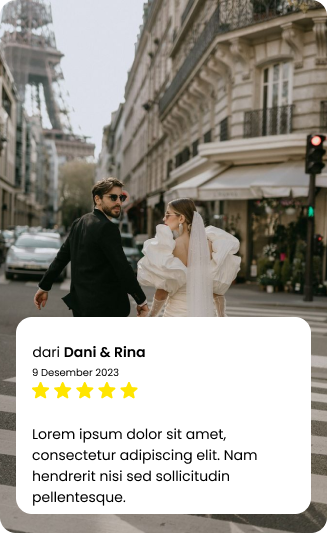 dari Dani & Rina
9 Desember 2023
Lorem ipsum dolor sit amet,
consectetur adipiscing elit. Nam
hendrerit nisi sed sollicitudin
pellentesque.